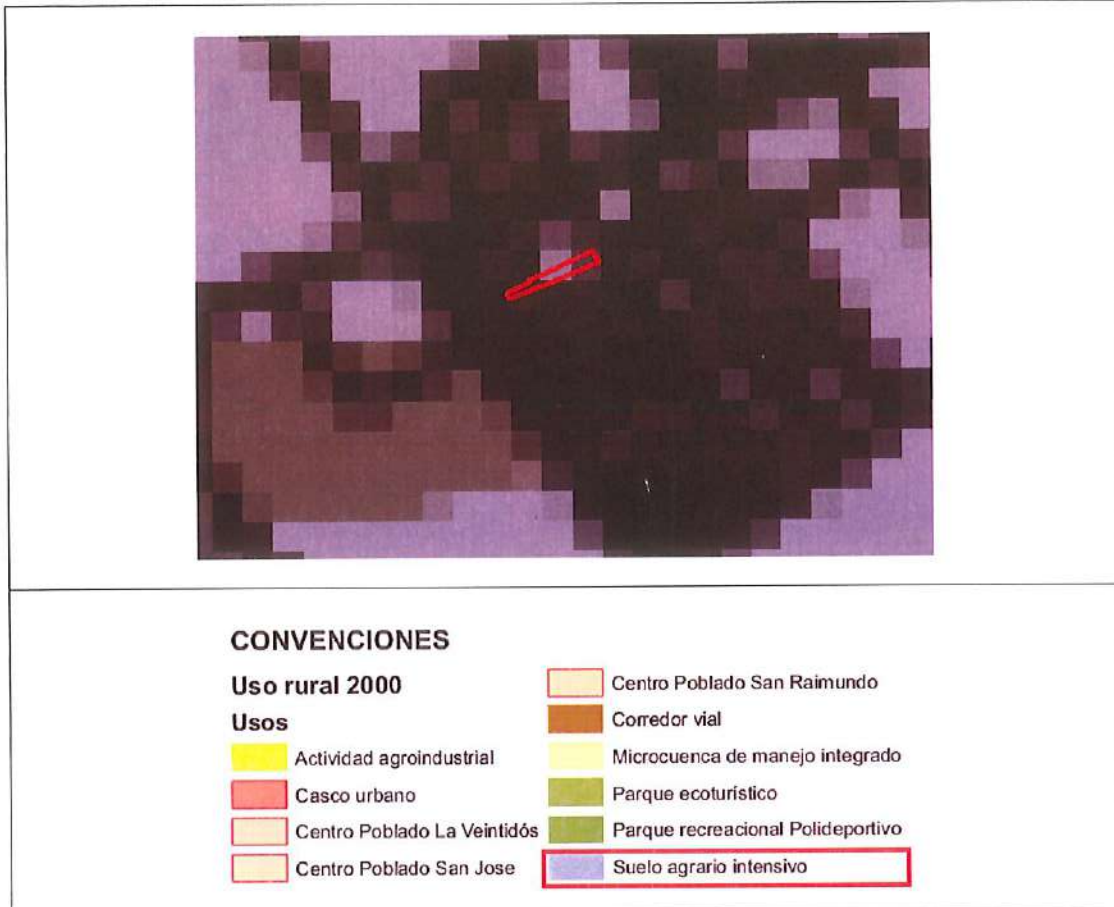 CONVENCIONES
Uso rural 2000
Usos
Actividad agroindustrial
Casco urbano
Centro Poblado La Veintidós
Centro Poblado San Jose
Centro Poblado San Raimundo
Corredor vial
Microcuenca de manejo integrado
Parque ecoturístico
Parque recreacional Polideportivo
Suelo agrario intensivo